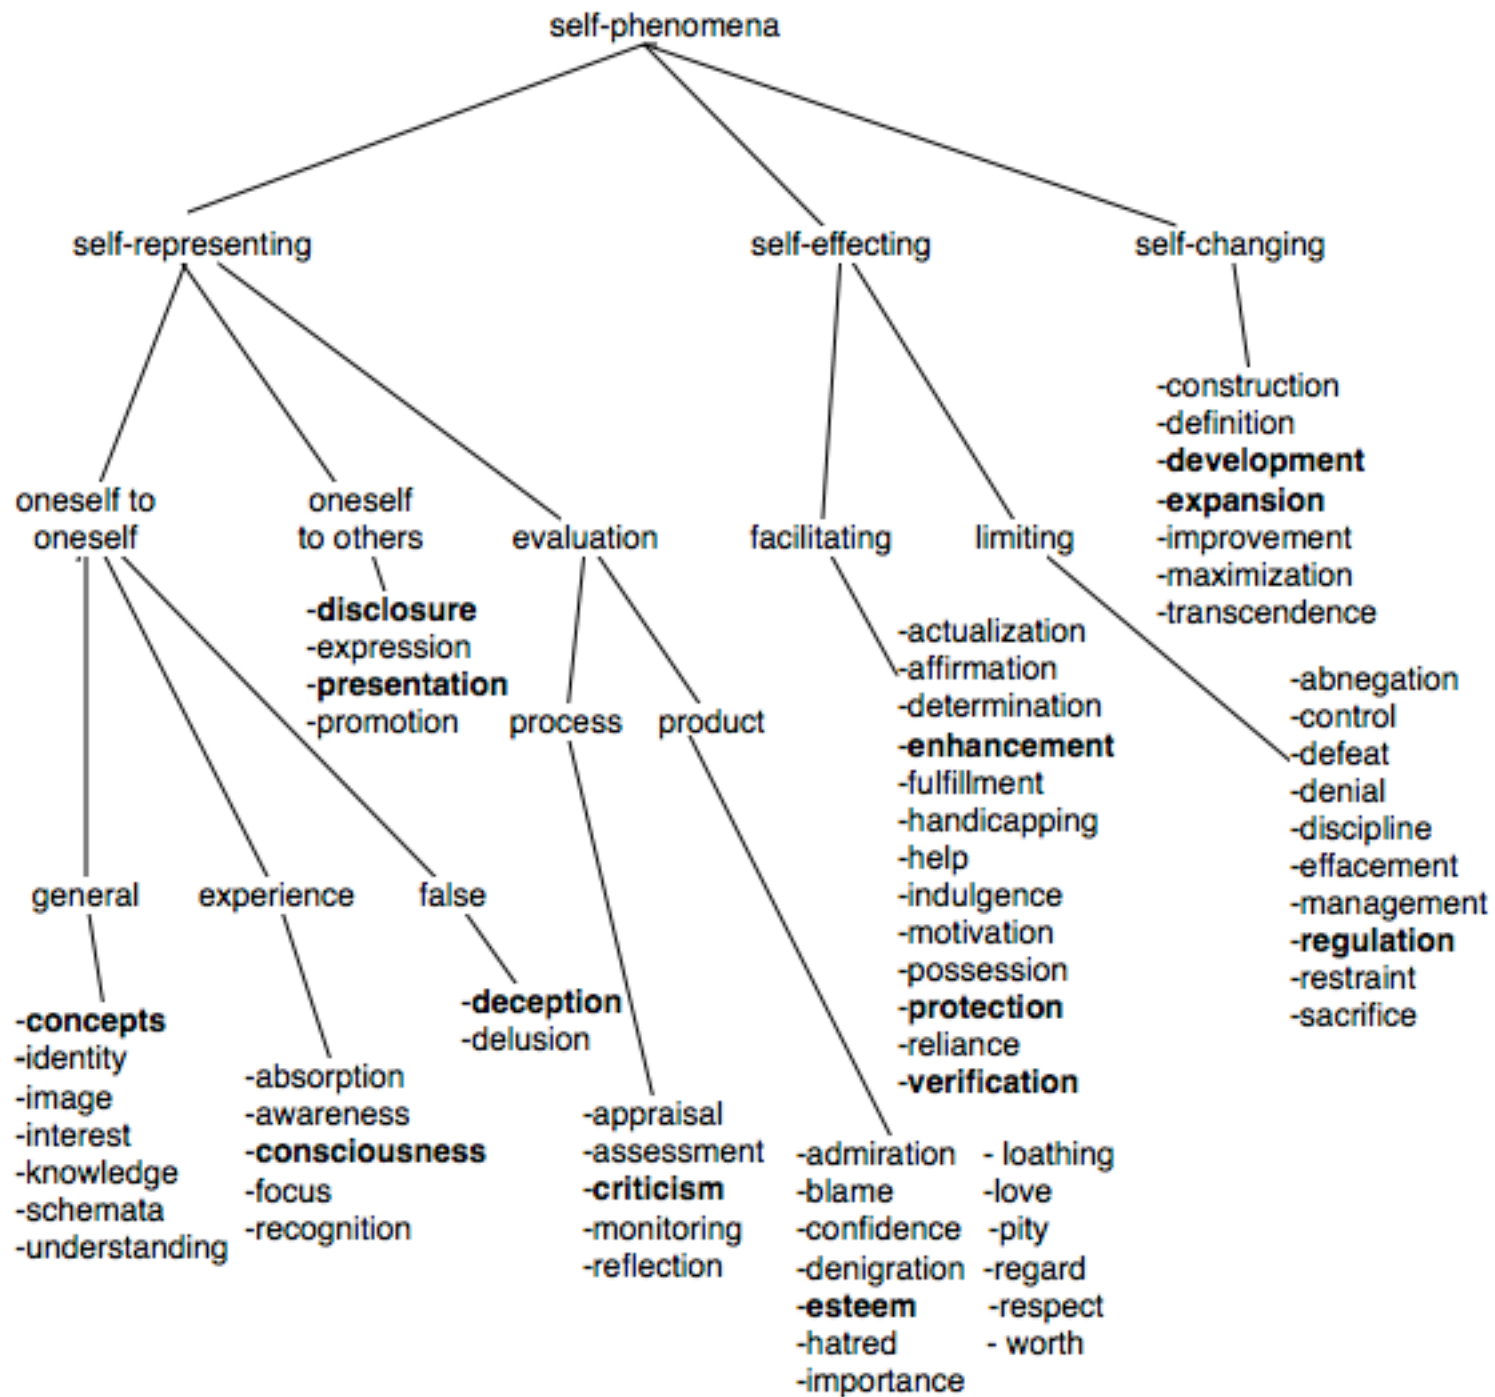 self-phenomena
self-representing
self-effecting
self-changing
oneself to
oneself
oneself
to others
evaluation
facilitating
limiting
-construction
-definition
-development
-expansion
-improvement
-maximization
-transcendence
-disclosure
-expression
-presentation
-promotion
process
product
-actualization
-affirmation
-determination
-enhancement
-fulfillment
-handicapping
-help
-indulgence
-motivation
-possession
-protection
-reliance
-verification
-abnegation
-control
-defeat
-denial
-discipline
-effacement
-management
-regulation
-restraint
-sacrifice
general
experience
false
-concepts
-identity
-image
-interest
-knowledge
-schemata
-understanding
-absorption
-awareness
-consciousness
-focus
-recognition
-deception
-delusion
-appraisal
-assessment
-criticism
-monitoring
-reflection
-admiration
-blame
-confidence
-denigration
-esteem
-hatred
-importance
- loathing
-love
-pity
-regard
-respect
- worth